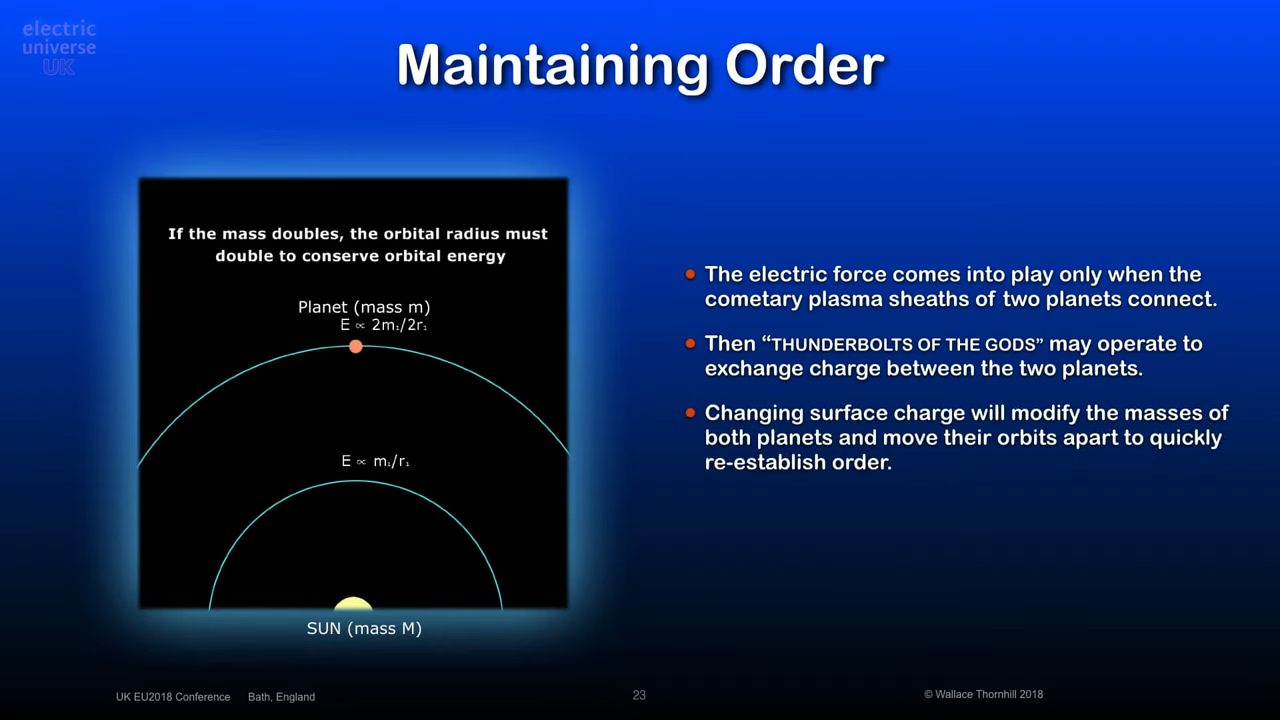 electric
universe
UK
Maintaining Order
If the mass doubles, the orbital radius must
double to conserve orbital energy
Planet (mass m)
E ∝ 2m₁/2r₁
E ∝ m₁/r₁
SUN (mass M)
• The electric force comes into play only when the
cometary plasma sheaths of two planets connect.
• Then “THUNDERBOLTS OF THE GODS” may operate to
exchange charge between the two planets.
• Changing surface charge will modify the masses of
both planets and move their orbits apart to quickly
re-establish order.
UK EU2018 Conference Bath, England
23
© Wallace Thornhill 2018